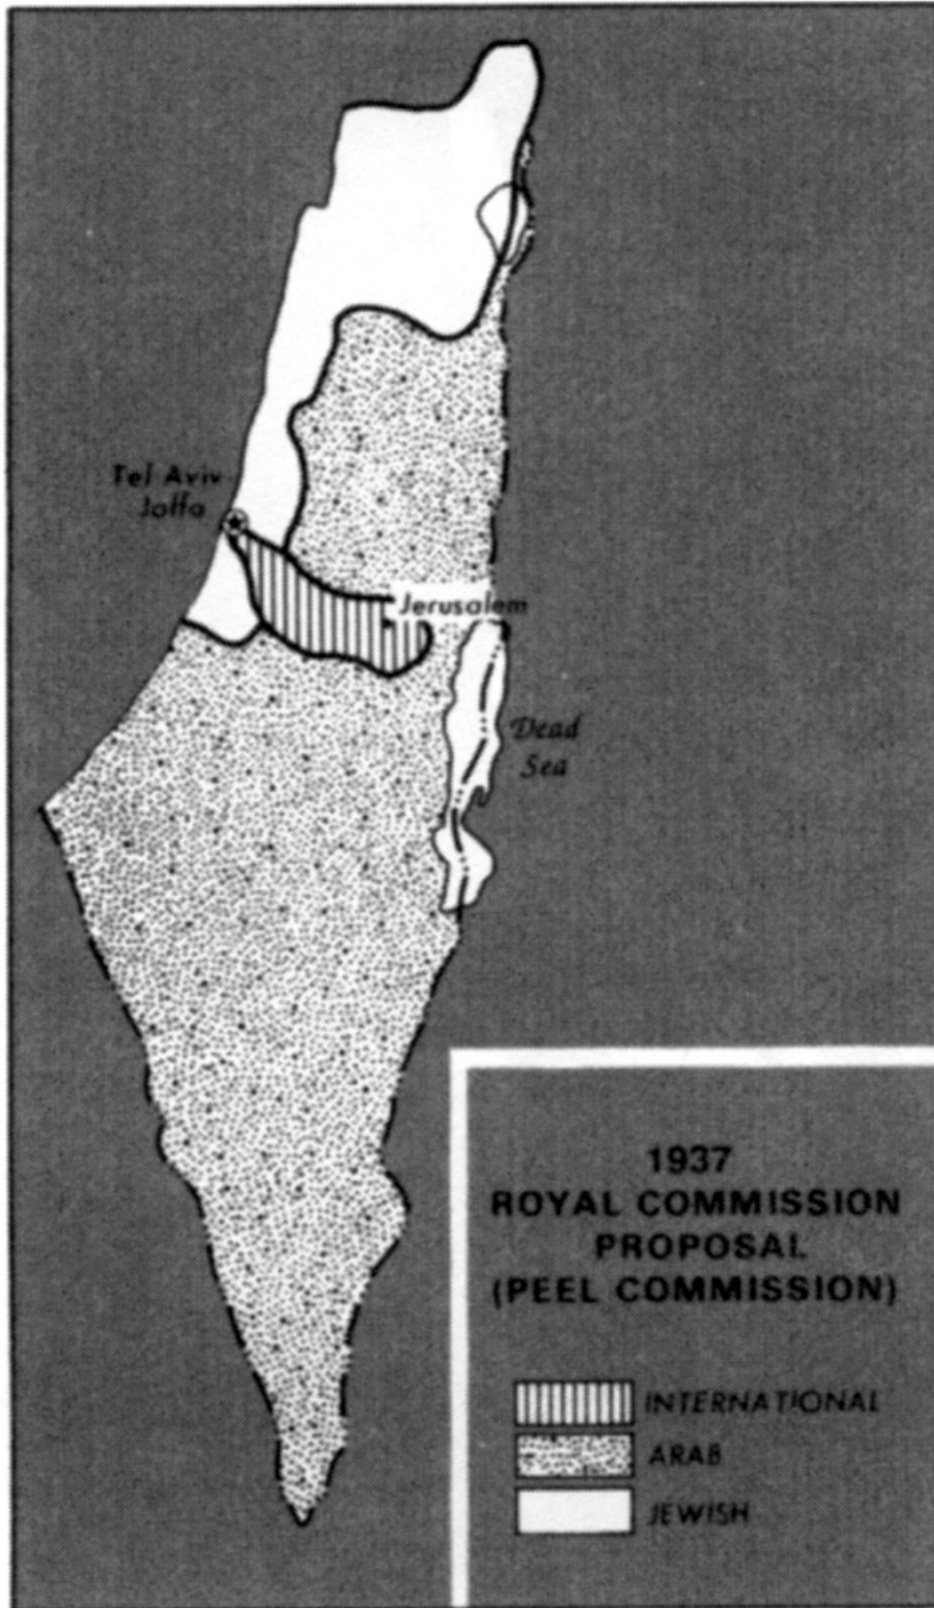 Tel Aviv
Jaffa
Jerusalem
Dead
Sea
1937
ROYAL COMMISSION
PROPOSAL
(PEEL COMMISSION)
INTERNATIONAL
ARAB
JEWISH